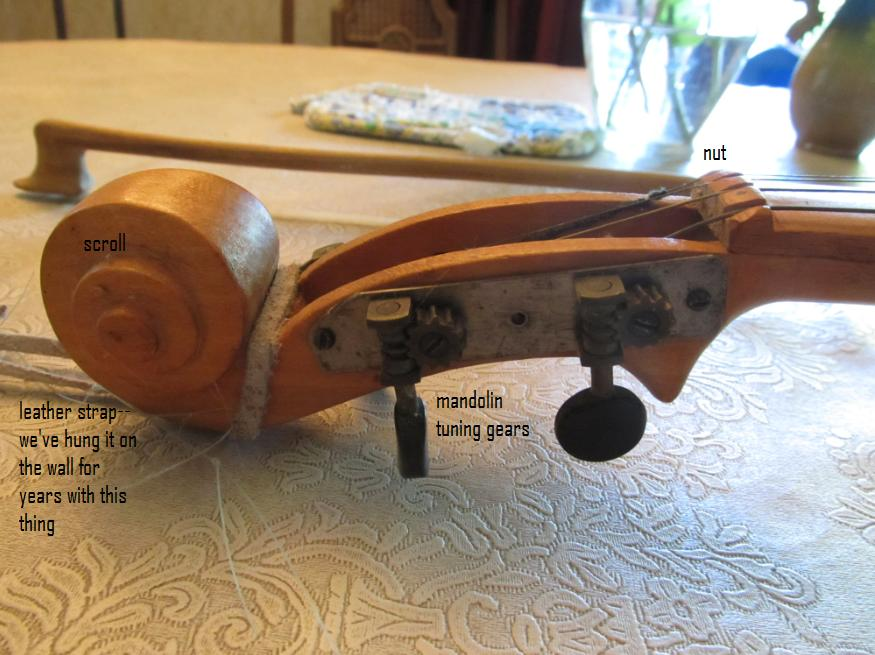 nut
scroll
mandolin
tuning gears
leather strap--
we've hung it on
the wall for
years with this
thing